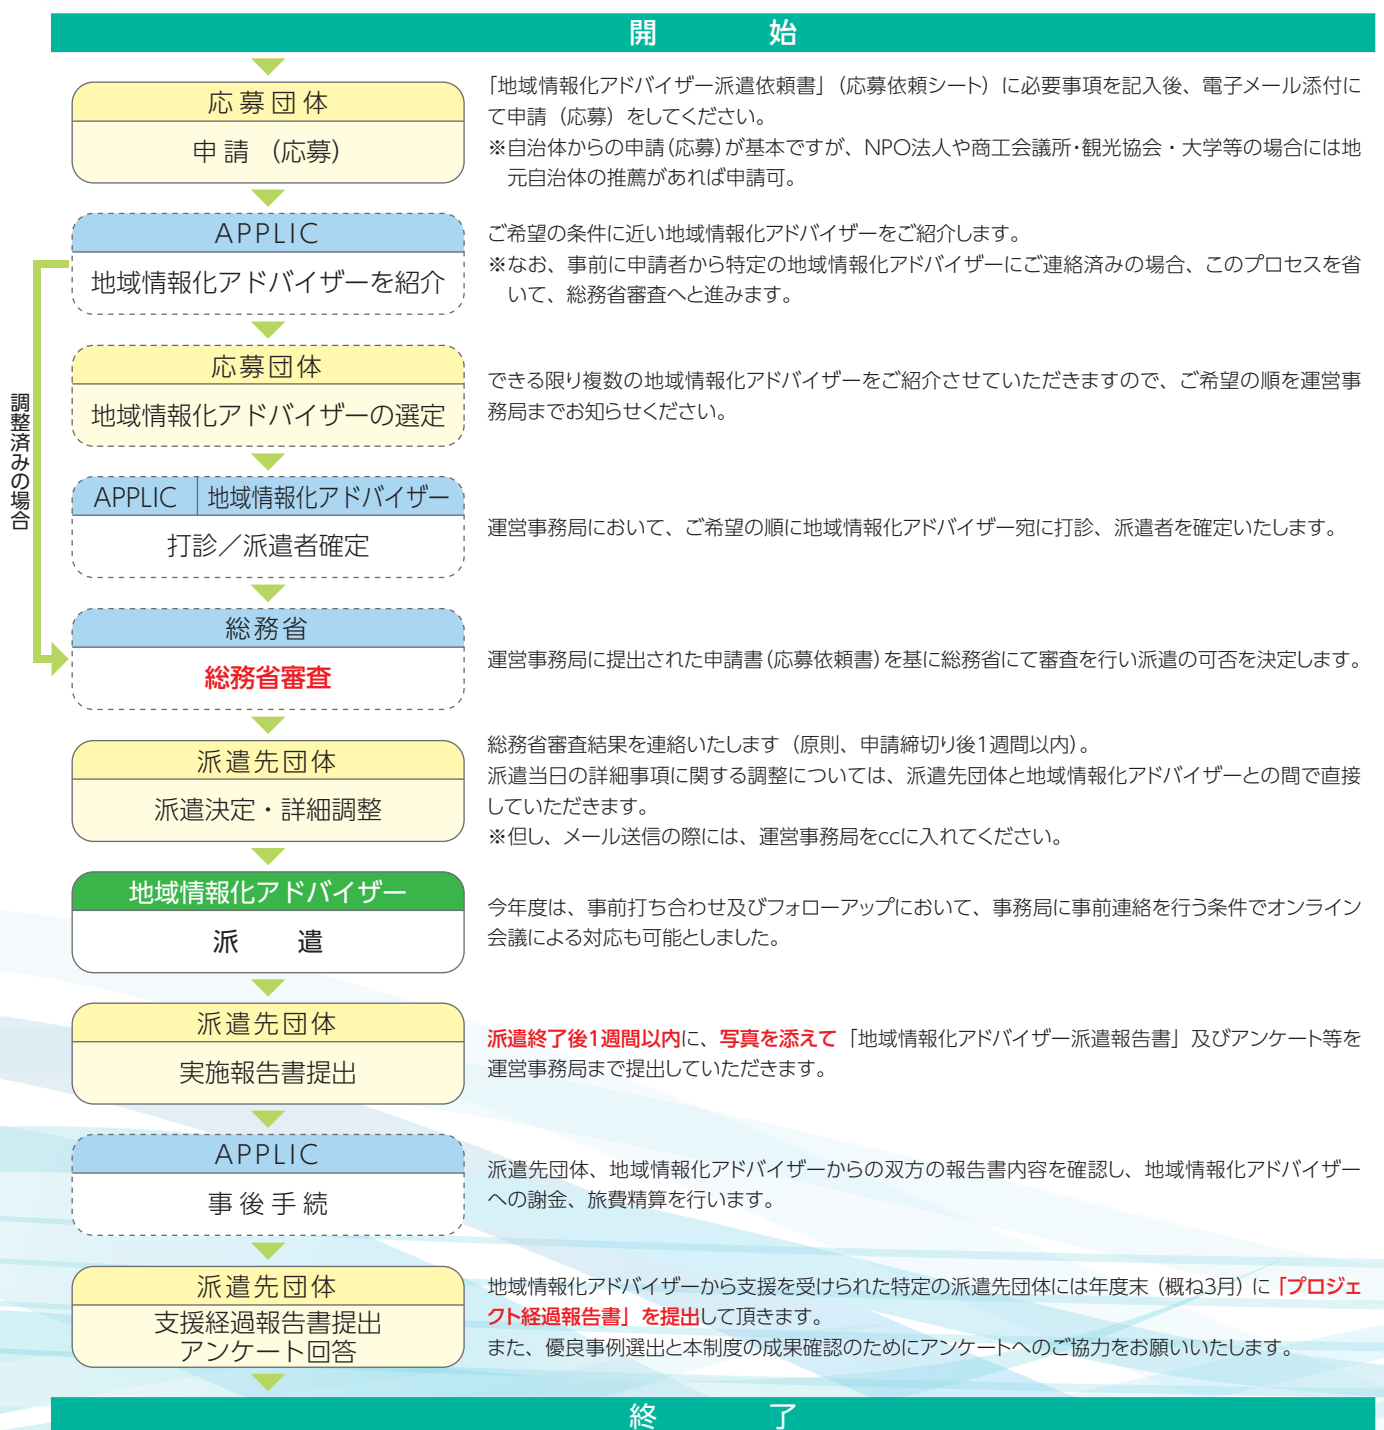 開 始
応募団体
申請（応募）
「地域情報化アドバイザー派遣依頼書」（応募依頼シート）に必要事項を記入後、電子メール添付に
て申請（応募）をしてください。
※自治体からの申請（応募）が基本ですが、NPO法人や商工会議所・観光協会・大学等の場合には地
元自治体の推薦があれば申請可。
APPLIC
地域情報化アドバイザーを紹介
ご希望の条件に近い地域情報化アドバイザーをご紹介します。
※なお、事前に申請者から特定の地域情報化アドバイザーにご連絡済みの場合、このプロセスを省
いて、総務省審査へと進みます。
調整済みの場合
応募団体
地域情報化アドバイザーの選定
できる限り複数の地域情報化アドバイザーをご紹介させていただきますので、ご希望の順を運営事
務局までお知らせください。
APPLIC 地域情報化アドバイザー
打診／派遣者確定
運営事務局において、ご希望の順に地域情報化アドバイザー宛に打診、派遣者を確定いたします。
総務省
総務省審査
運営事務局に提出された申請書（応募依頼書）を基に総務省にて審査を行い派遣の可否を決定します。
派遣先団体
派遣決定・詳細調整
総務省審査結果を連絡いたします（原則、申請締切り後1週間以内）。
派遣当日の詳細事項に関する調整については、派遣先団体と地域情報化アドバイザーとの間で直接
していただきます。
※但し、メール送信の際には、運営事務局をccに入れてください。
地域情報化アドバイザー
派 遣
今年度は、事前打ち合わせ及びフォローアップにおいて、事務局に事前連絡を行う条件でオンライン
会議による対応も可能としました。
派遣先団体
実施報告書提出
派遣終了後1週間以内に、写真を添えて「地域情報化アドバイザー派遣報告書」及びアンケート等を
運営事務局まで提出していただきます。
APPLIC
事後手続
派遣先団体、地域情報化アドバイザーからの双方の報告書内容を確認し、地域情報化アドバイザー
への謝金、旅費精算を行います。
派遣先団体
支援経過報告書提出
アンケート回答
地域情報化アドバイザーから支援を受けられた特定の派遣先団体には年度末（概ね3月）に「プロジェ
クト経過報告書」を提出して頂きます。
また、優良事例選出と本制度の成果確認のためにアンケートへのご協力をお願いいたします。
終 了